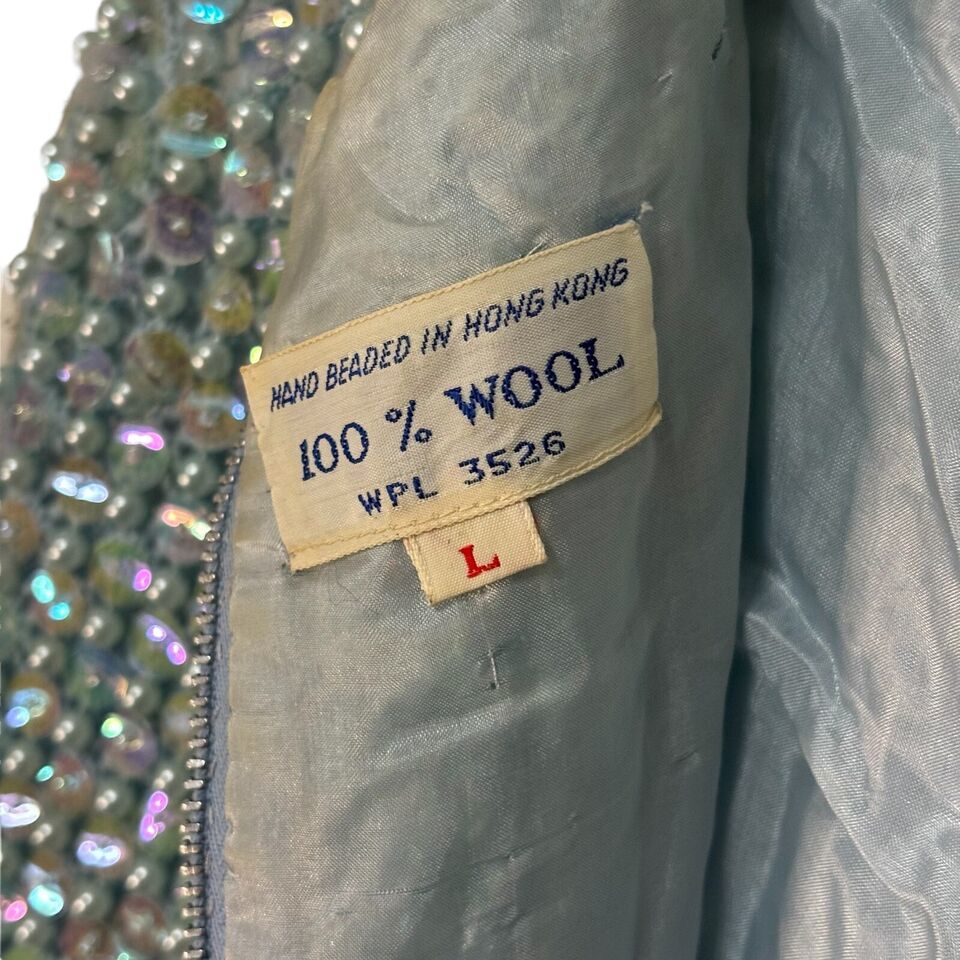 HAND BEADED IN HONG KONG
100 % WOOL
WPL 3526
L